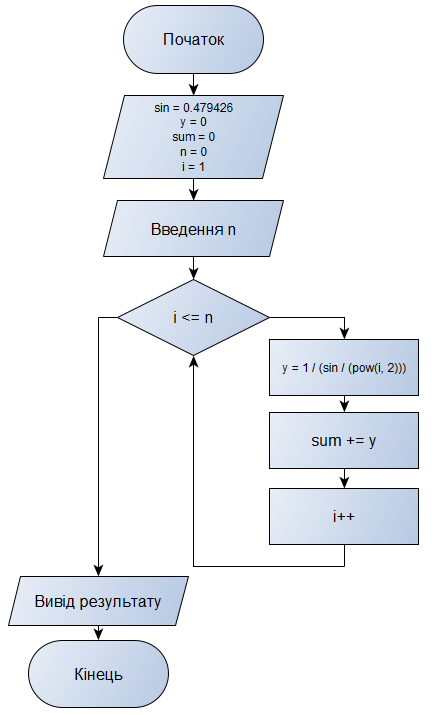 Початок
sin = 0.479426
y = 0
sum = 0
n = 0
i = 1
Введення n
i <= n
y = 1 / (sin / (pow(i, 2)))
sum += y
i++
Вивід результату
Кінець